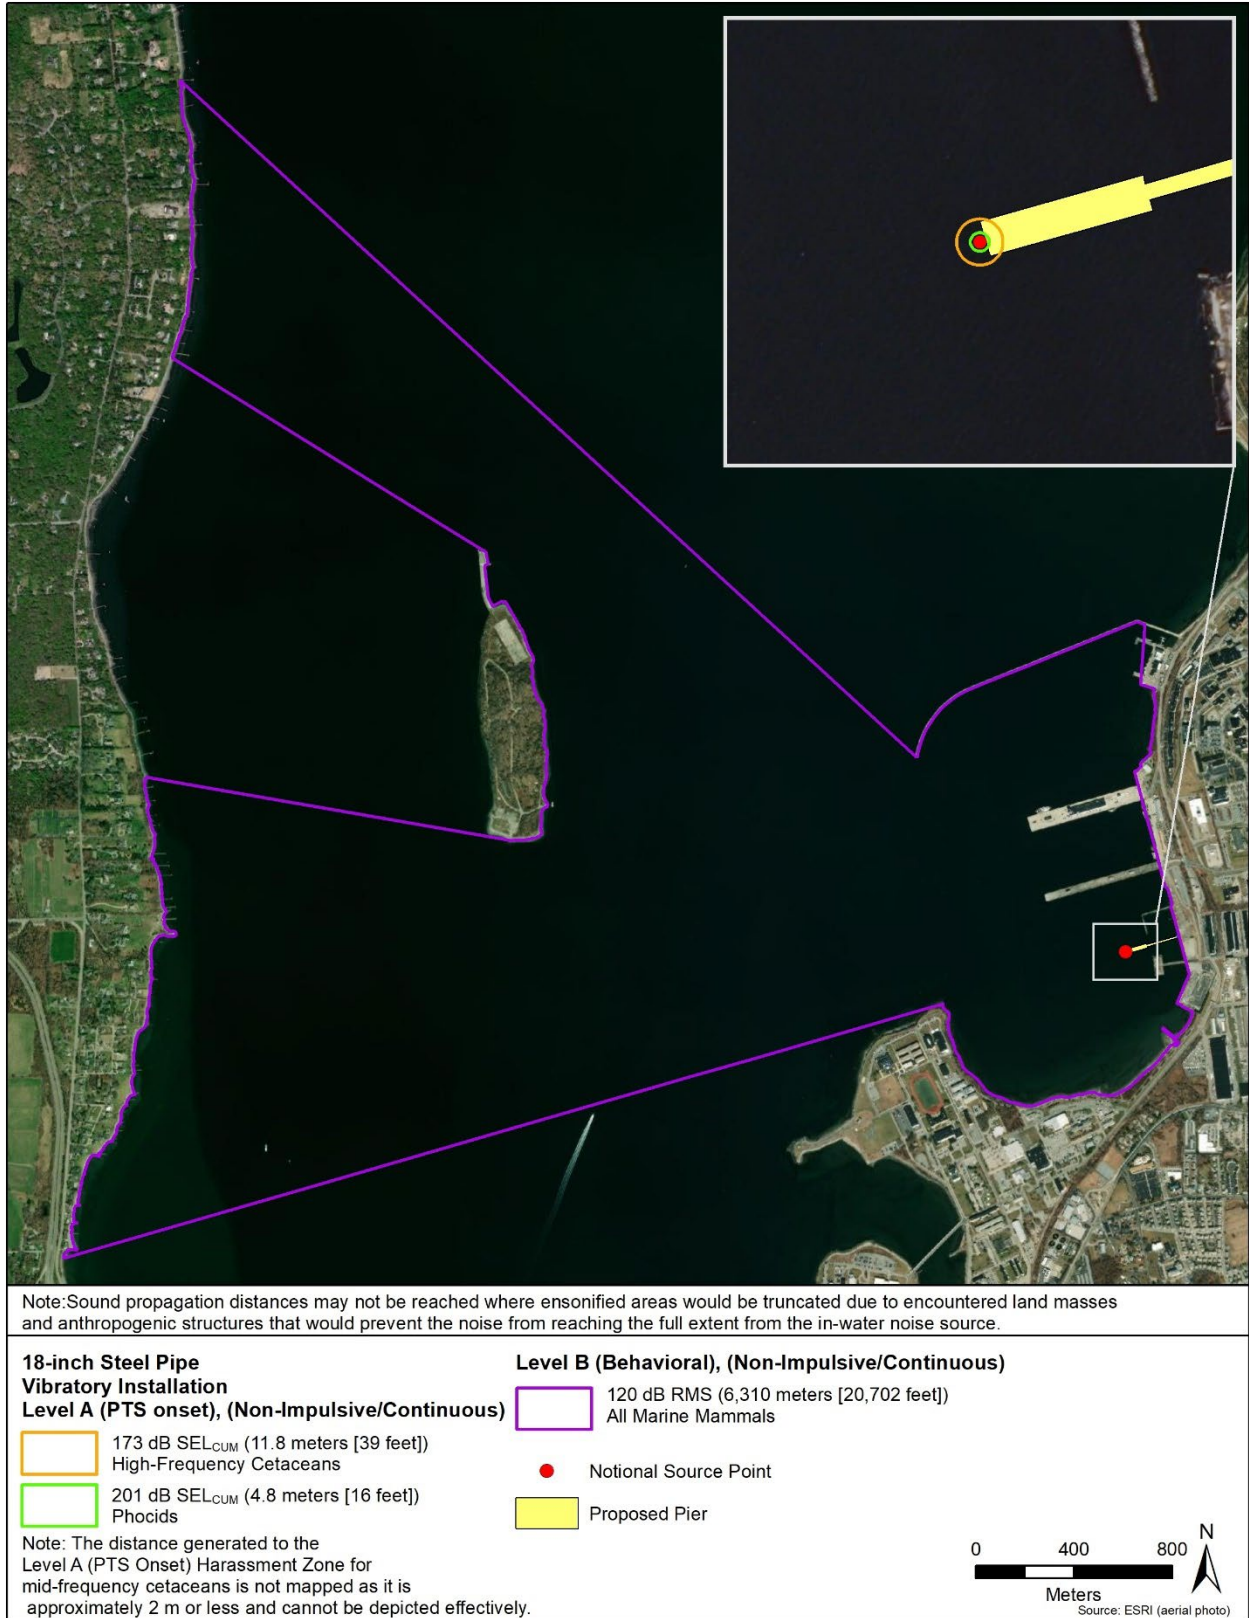 Note:Sound propagation distances may not be reached where ensonified areas would be truncated due to encountered land masses
and anthropogenic structures that would prevent the noise from reaching the full extent from the in-water noise source.
18-inch Steel Pipe
Vibratory Installation
Level A (PTS onset), (Non-Impulsive/Continuous)
173 dB SELCUM (11.8 meters [39 feet])
High-Frequency Cetaceans
201 dB SELCUM (4.8 meters [16 feet])
Phocids
Note: The distance generated to the
Level A (PTS Onset) Harassment Zone for
mid-frequency cetaceans is not mapped as it is
approximately 2 m or less and cannot be depicted effectively.
Level B (Behavioral), (Non-Impulsive/Continuous)
120 dB RMS (6,310 meters [20,702 feet])
All Marine Mammals
Notional Source Point
Proposed Pier
0 400 800
Meters
N
Source: ESRI (aerial photo)